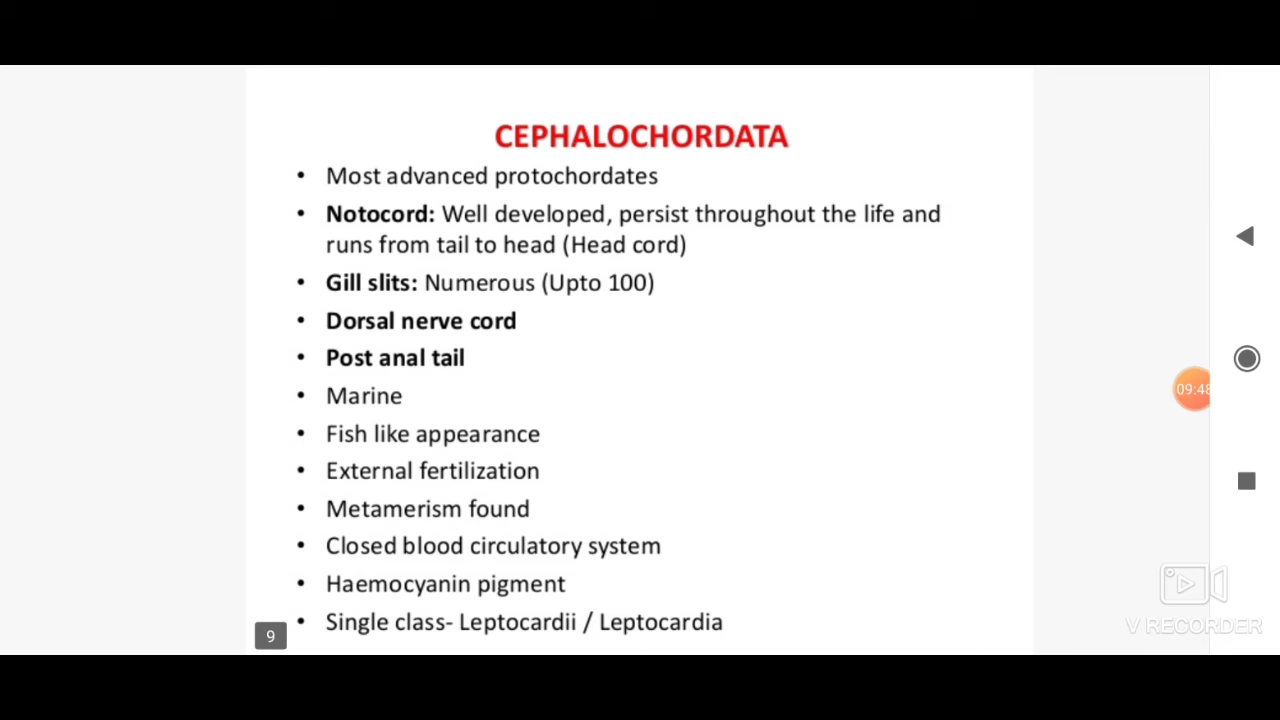 CEPHALOCHORDATA
• Most advanced protochordates
• Notocord: Well developed, persist throughout the life and
runs from tail to head (Head cord)
• Gill slits: Numerous (Upto 100)
• Dorsal nerve cord
• Post anal tail
• Marine
• Fish like appearance
• External fertilization
• Metamerism found
• Closed blood circulatory system
• Haemocyanin pigment
• Single class- Leptocardii / Leptocardia
9
09:48
V RECORDER